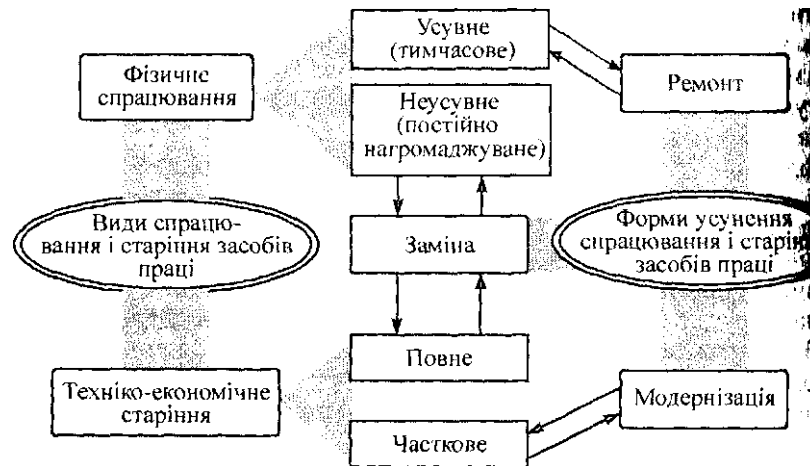 Усувне
(тимчасове)
Фізичне
спрацювання
Ремонт
Неусувне
(постійно
нагромаджуване)
Види спрацю-
вання і старіння засобів
праці
Заміна
Форми усунення
спрацювання і старін
засобів праці
Повне
Техніко-економічне
старіння
Модернізація
Часткове